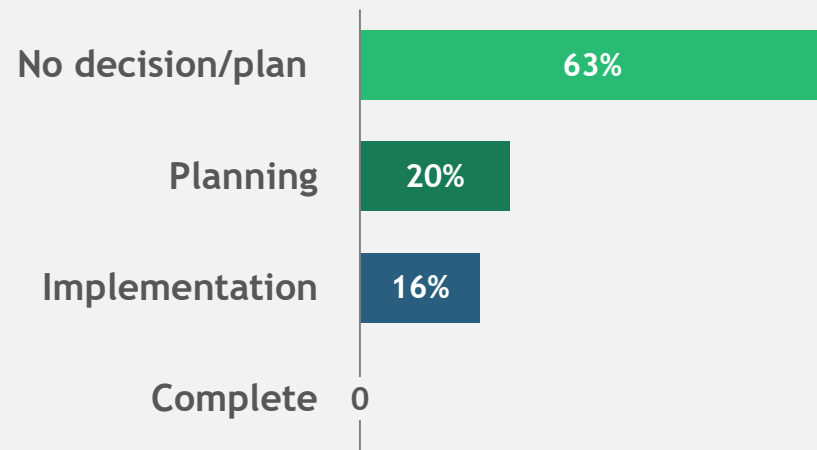 No decision/plan 63%
Planning 20%
Implementation 16%
Complete 0